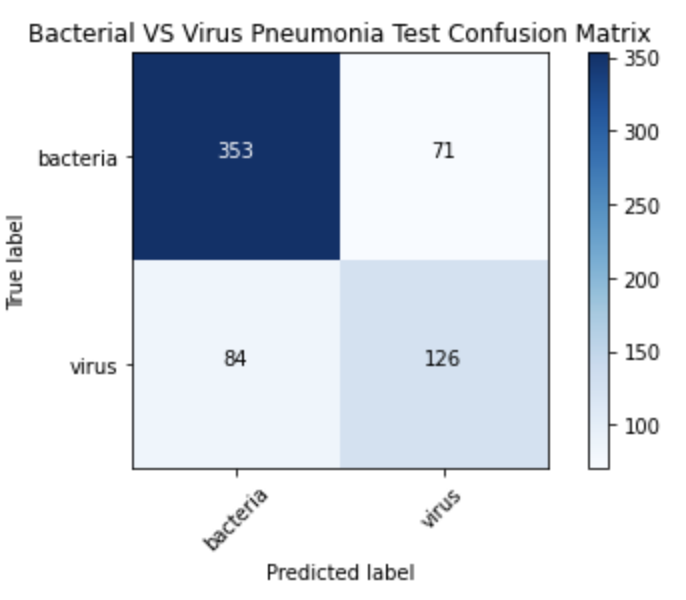 Bacterial VS Virus Pneumonia Test Confusion Matrix
True label
bacteria
virus
353
71
84
126
bacteria
virus
Predicted label
350
300
250
200
150
100